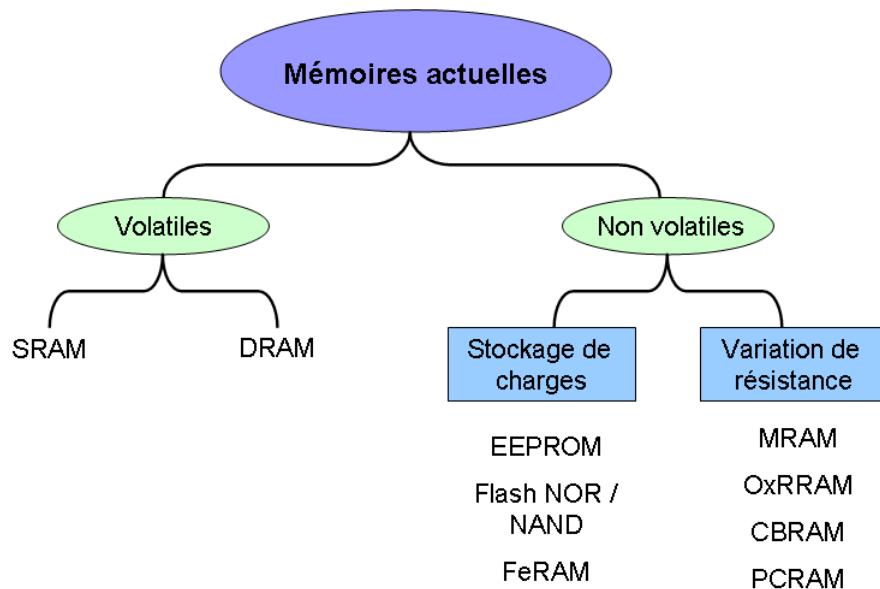 Mémoires actuelles
Volatiles
Non volatiles
SRAM
DRAM
Stockage de
charges
Variation de
résistance
EEPROM
Flash NOR /
NAND
FeRAM
MRAM
OxRRAM
CBRAM
PCRAM